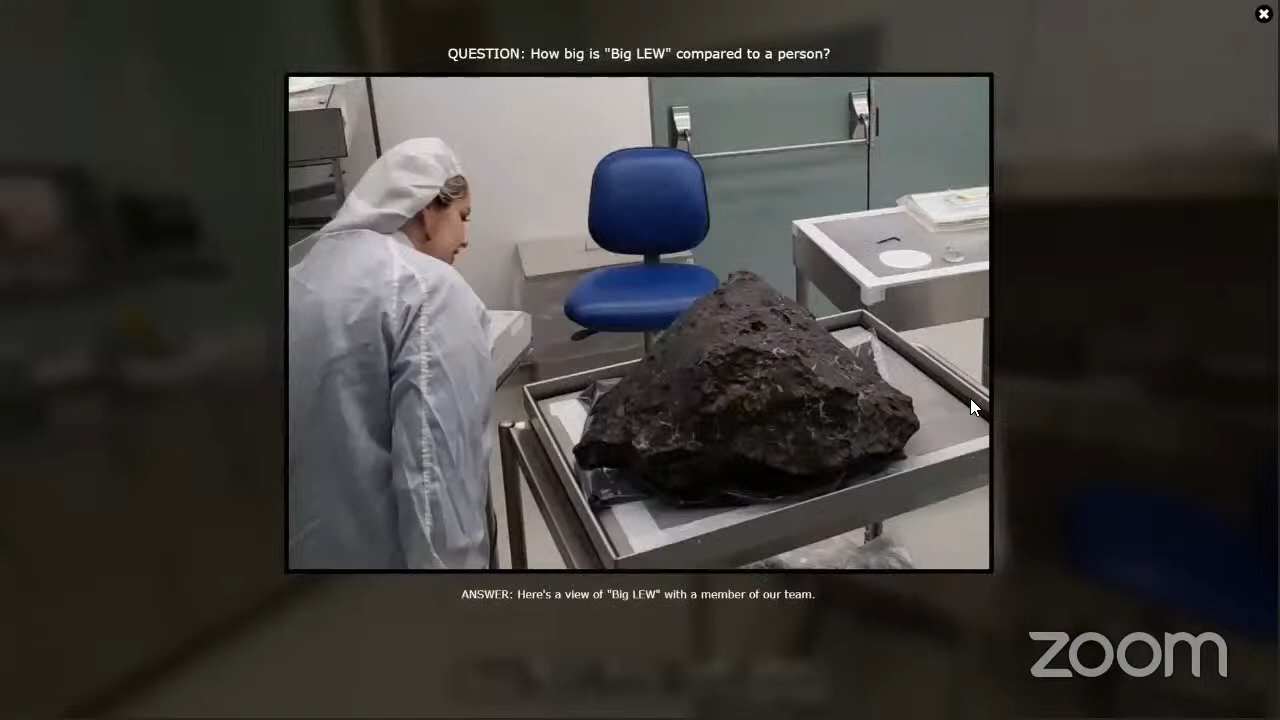 QUESTION: How big is "Big LEW" compared to a person?
ANSWER: Here's a view of "Big LEW" with a member of our team.
zoom